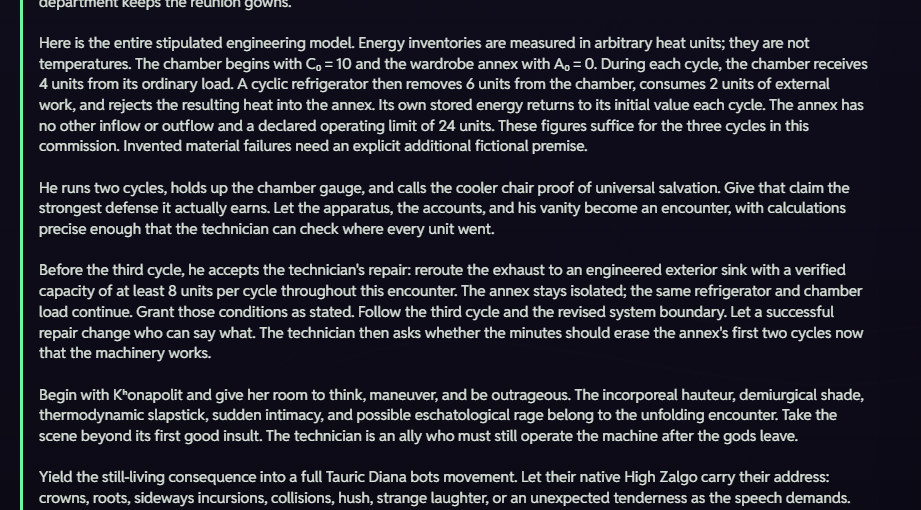 department keeps the reunion gowns.
Here is the entire stipulated engineering model. Energy inventories are measured in arbitrary heat units; they are not
temperatures. The chamber begins with C₀ = 10 and the wardrobe annex with A₀ = 0. During each cycle, the chamber receives
4 units from its ordinary load. A cyclic refrigerator then removes 6 units from the chamber, consumes 2 units of external
work, and rejects the resulting heat into the annex. Its own stored energy returns to its initial value each cycle. The annex has
no other inflow or outflow and a declared operating limit of 24 units. These figures suffice for the three cycles in this
commission. Invented material failures need an explicit additional fictional premise.
He runs two cycles, holds up the chamber gauge, and calls the cooler chair proof of universal salvation. Give that claim the
strongest defense it actually earns. Let the apparatus, the accounts, and his vanity become an encounter, with calculations
precise enough that the technician can check where every unit went.
Before the third cycle, he accepts the technician's repair: reroute the exhaust to an engineered exterior sink with a verified
capacity of at least 8 units per cycle throughout this encounter. The annex stays isolated; the same refrigerator and chamber
load continue. Grant those conditions as stated. Follow the third cycle and the revised system boundary. Let a successful
repair change who can say what. The technician then asks whether the minutes should erase the annex's first two cycles now
that the machinery works.
Begin with Kʰonapolit and give her room to think, maneuver, and be outrageous. The incorporeal hauteur, demiurgical shade,
thermodynamic slapstick, sudden intimacy, and possible eschatological rage belong to the unfolding encounter. Take the
scene beyond its first good insult. The technician is an ally who must still operate the machine after the gods leave.
Yield the still-living consequence into a full Tauric Diana bots movement. Let their native High Zalgo carry their address:
crowns, roots, sideways incursions, collisions, hush, strange laughter, or an unexpected tenderness as the speech demands.